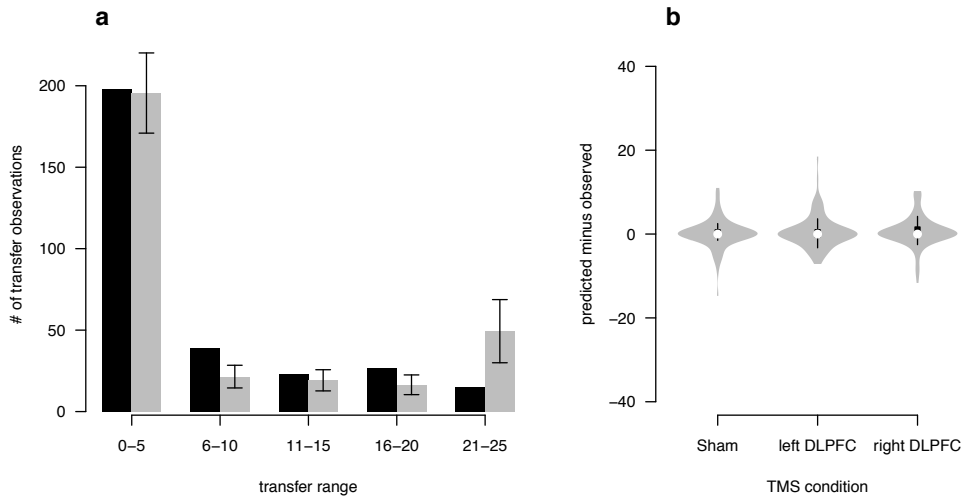 a
# of transfer observations
200
150
100
50
0
0–5
6–10
11–15
16–20
21–25
transfer range
b
predicted minus observed
40
20
0
−20
−40
Sham
left DLPFC
right DLPFC
TMS condition